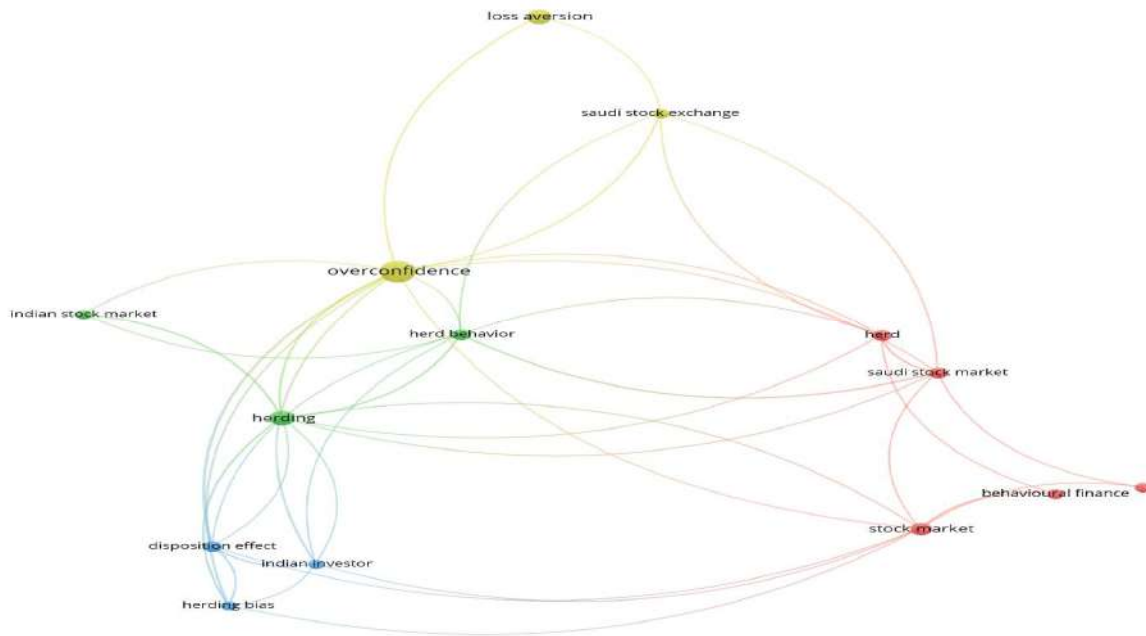 loss aversion
saudi stock exchange
overconfidence
indian stock market
herd behavior
herd
saudi stock market
herding
behavioural finance
stock market
disposition effect
indian investor
herding bias